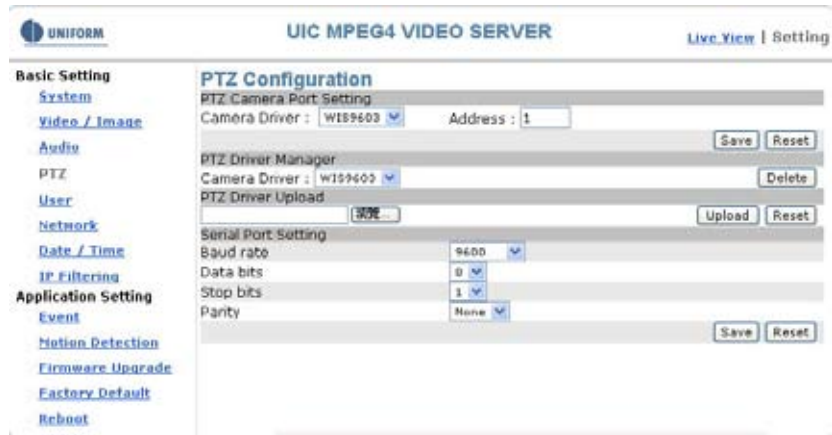 UNIFORM
UIC MPEG4 VIDEO SERVER
Live View | Setting
Basic Setting
System
Video / Image
Audio
PTZ
User
Network
Date / Time
IP Filtering
Application Setting
Event
Motion Detection
Firmware Upgrade
Factory Default
Reboot
PTZ Configuration
PTZ Camera Port Setting
Camera Driver : WIS9603 Address : 1
Save Reset
PTZ Driver Manager
Camera Driver : WIS9603 Delete
PTZ Driver Upload
Upload Reset
Serial Port Setting
Baud rate 9600
Data bits
Stop bits 1
Parity None
Save Reset